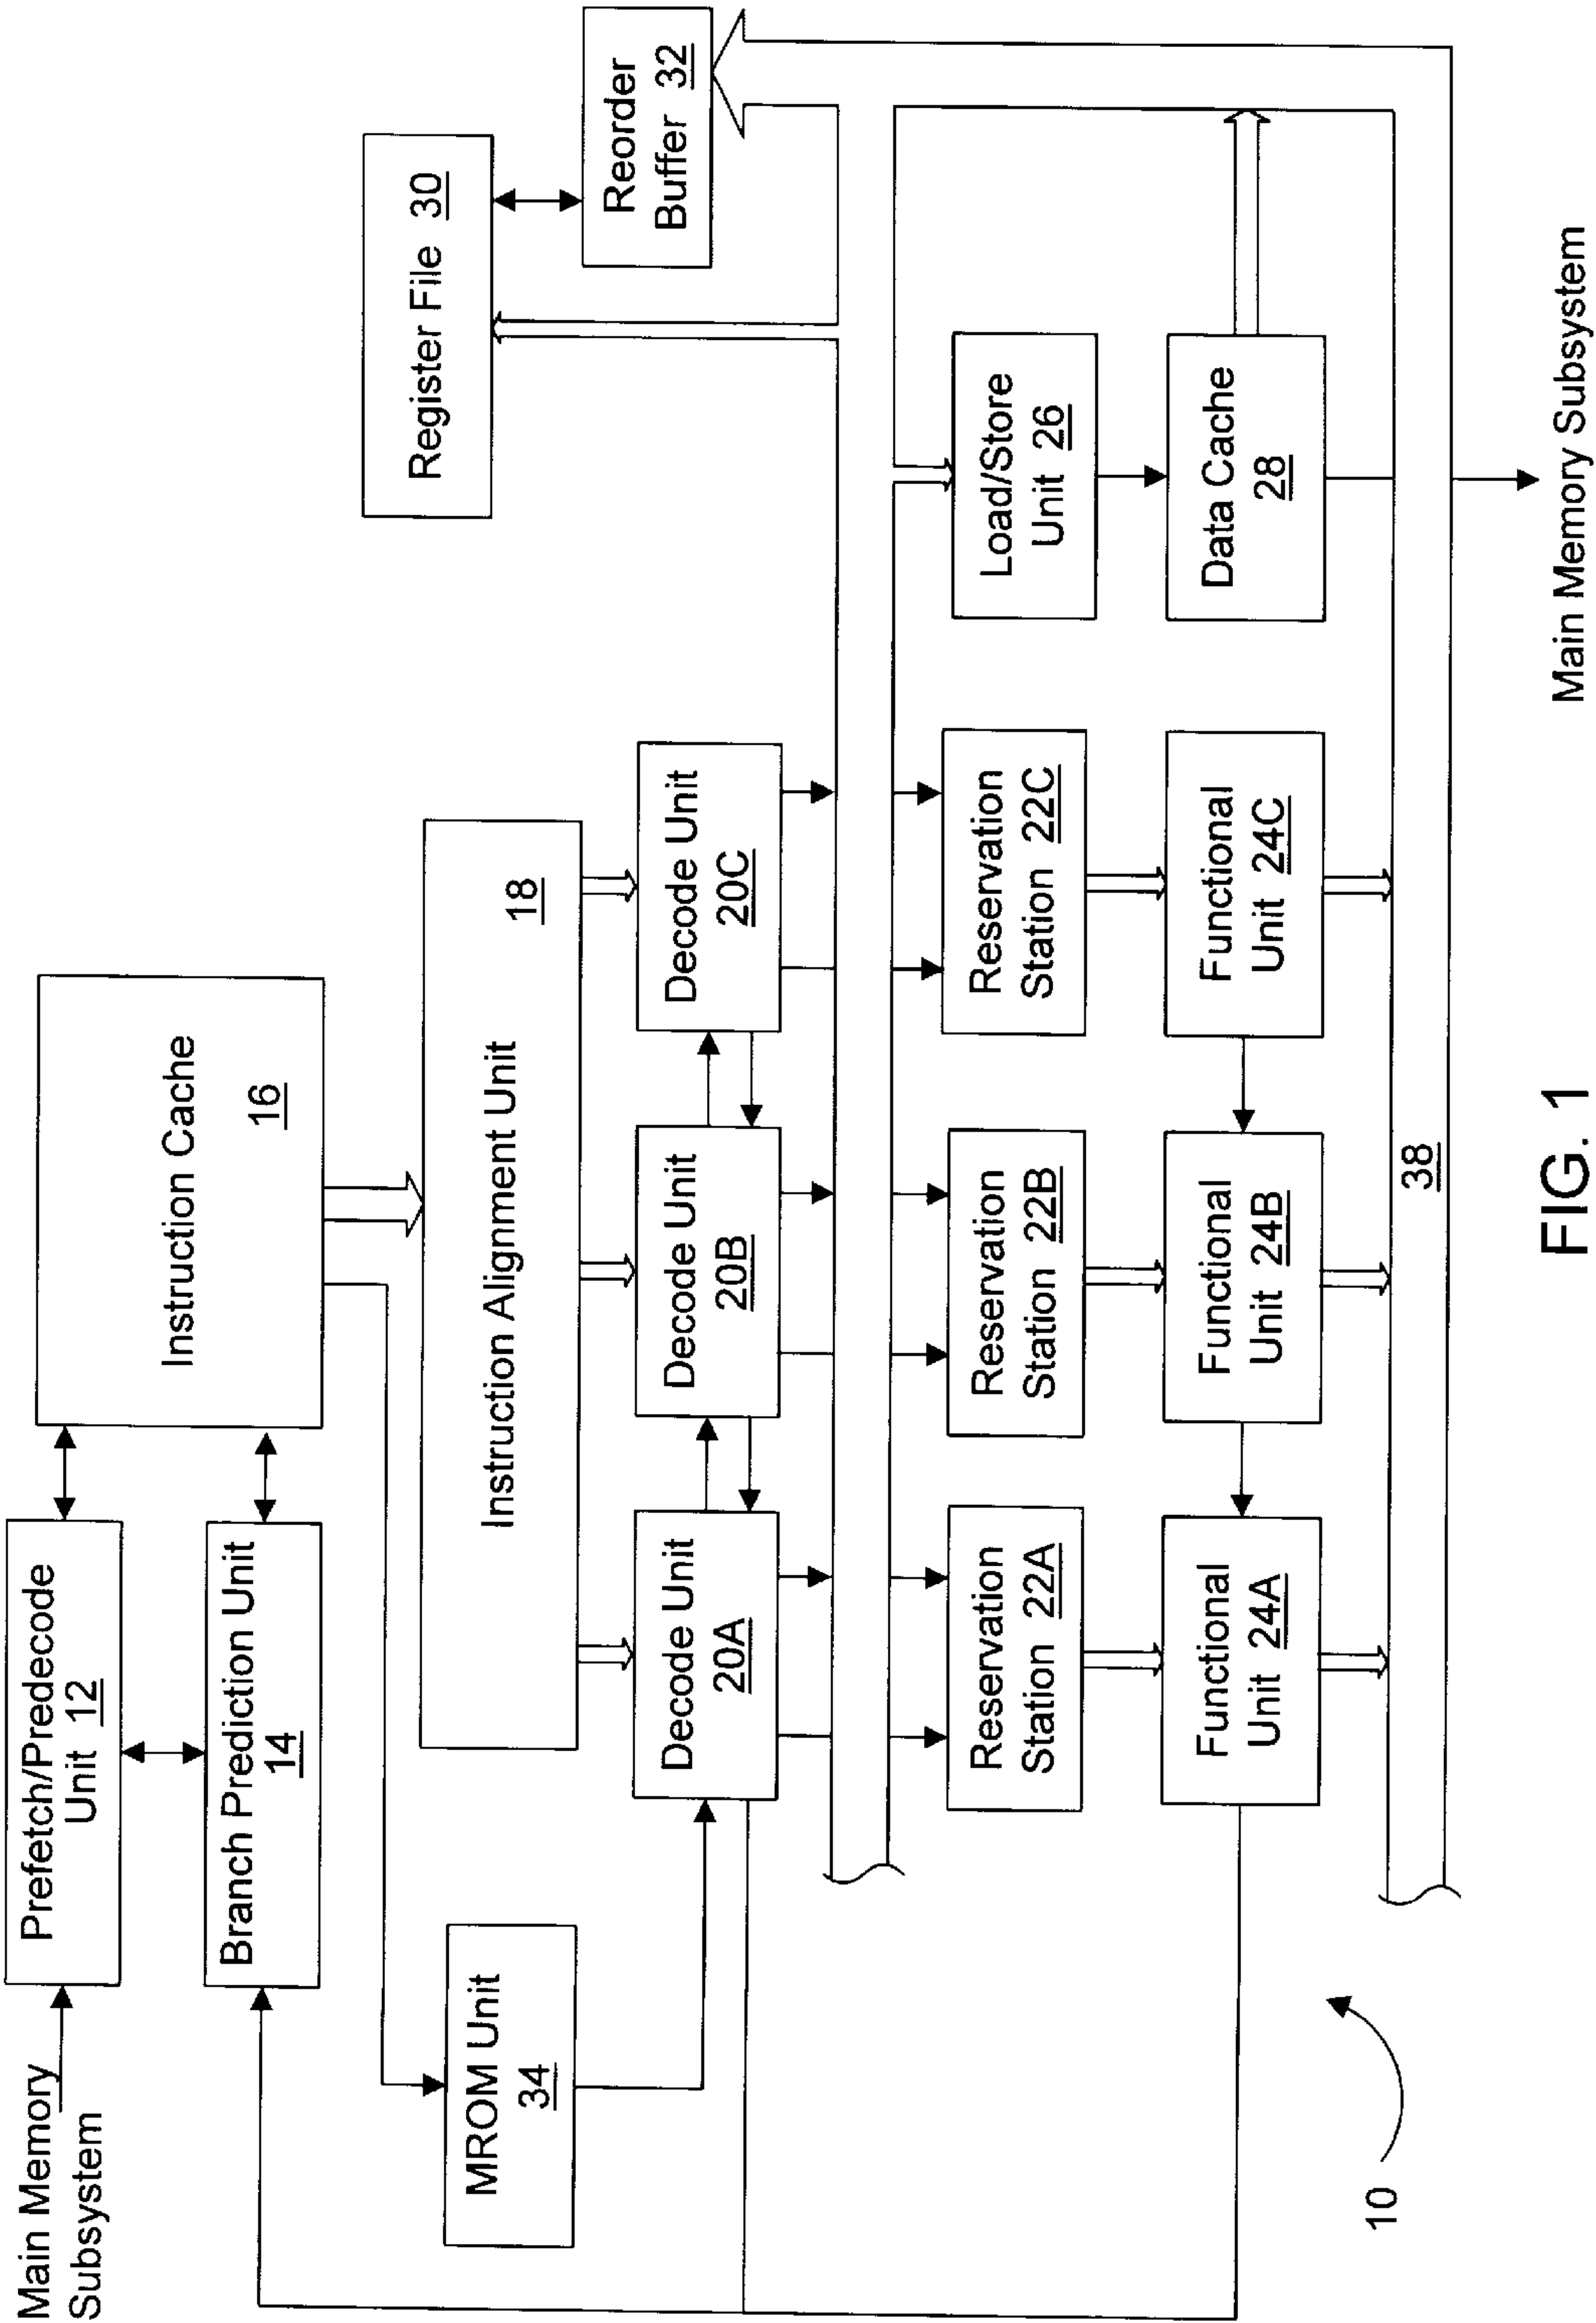 Main Memory
Subsystem
Prefetch/Predecode
Unit 12
Branch Prediction Unit
14
Instruction Cache
16
Register File 30
Reorder
Buffer 32
MROM Unit
34
Instruction Alignment Unit
18
Decode Unit
20A
Decode Unit
20B
Decode Unit
20C
Reservation
Station 22A
Reservation
Station 22B
Reservation
Station 22C
Load/Store
Unit 26
Functional
Unit 24A
Functional
Unit 24B
Functional
Unit 24C
Data Cache
28
38
10
Main Memory Subsystem
FIG. 1